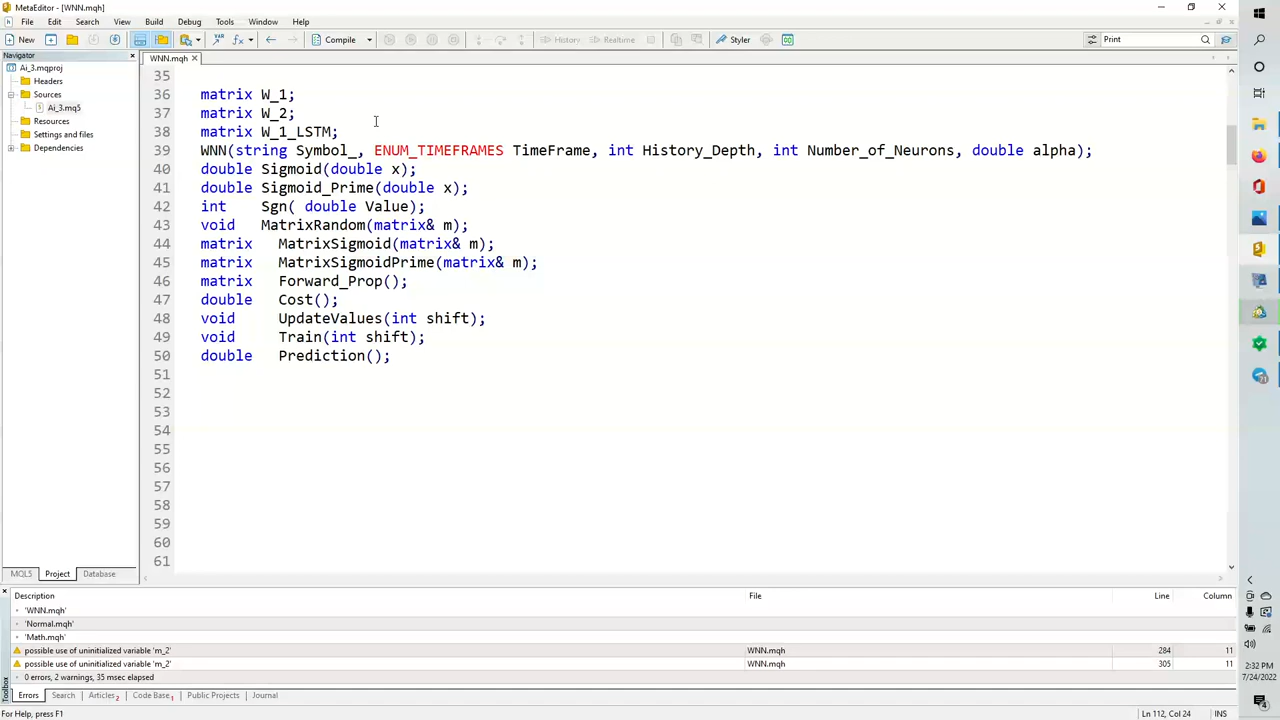 MetaEditor - [WNN.mqh]
File Edit Search View Build Debug Tools Window Help
New Compile History Realtime Styler Print
Navigator
WNN.mqh
Ai_3.mqproj
Headers
Sources
Ai_3.mq5
Resources
Settings and files
Dependencies
35
36 matrix W_1;
37 matrix W_2;
38 matrix W_1_LSTM;
39 WNN(string Symbol_, ENUM_TIMEFRAMES TimeFrame, int History_Depth, int Number_of_Neurons, double alpha);
40 double Sigmoid(double x);
41 double Sigmoid_Prime(double x);
42 int Sgn( double Value);
43 void MatrixRandom(matrix& m);
44 matrix MatrixSigmoid(matrix& m);
45 matrix MatrixSigmoidPrime(matrix& m);
46 matrix Forward_Prop();
47 double Cost();
48 void UpdateValues(int shift);
49 void Train(int shift);
50 double Prediction();
51
52
53
54
55
56
57
58
59
60
61
MQL5 Project Database
Description File Line Column
'WNN.mqh'
'Normal.mqh'
'Math.mqh'
possible use of uninitialized variable 'm_2' WNN.mqh 284 11
possible use of uninitialized variable 'm_2' WNN.mqh 305 11
0 errors, 2 warnings, 35 msec elapsed
Toolbox
Errors Search Articles 2 Code Base 1 Public Projects Journal
For Help, press F1 Ln 112, Col 24 INS
2:32 PM
7/24/2022